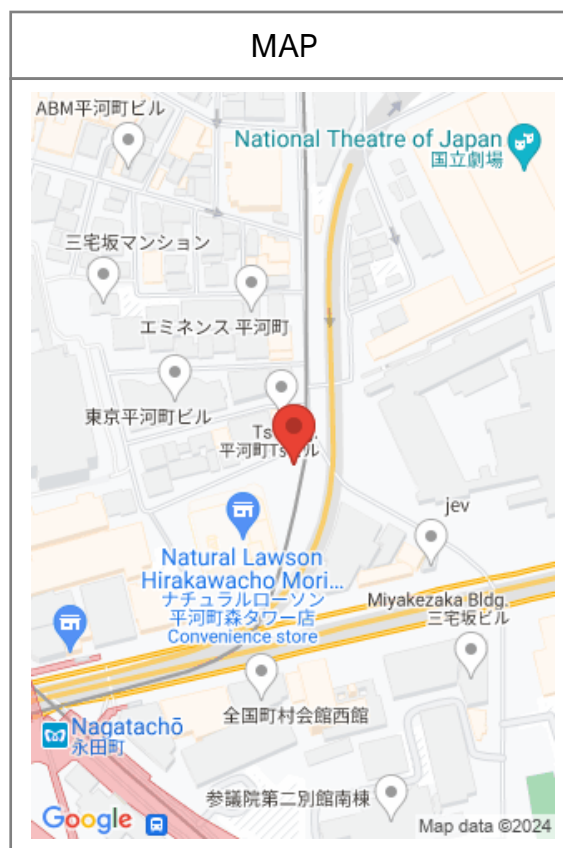 MAP
ABM平河町ビル
National Theatre of Japan
国立劇場
三宅坂マンション
エミネンス 平河町
東京平河町ビル
平河町Tsビル
jev
Natural Lawson
Hirakawacho Mori...
ナチュラルローソン
平河町森タワー店
Convenience store
Miyakezaka Bldg.
三宅坂ビル
全国町村会館西館
Nagatachō
永田町
参議院第二別館南棟
Google
Map data ©2024